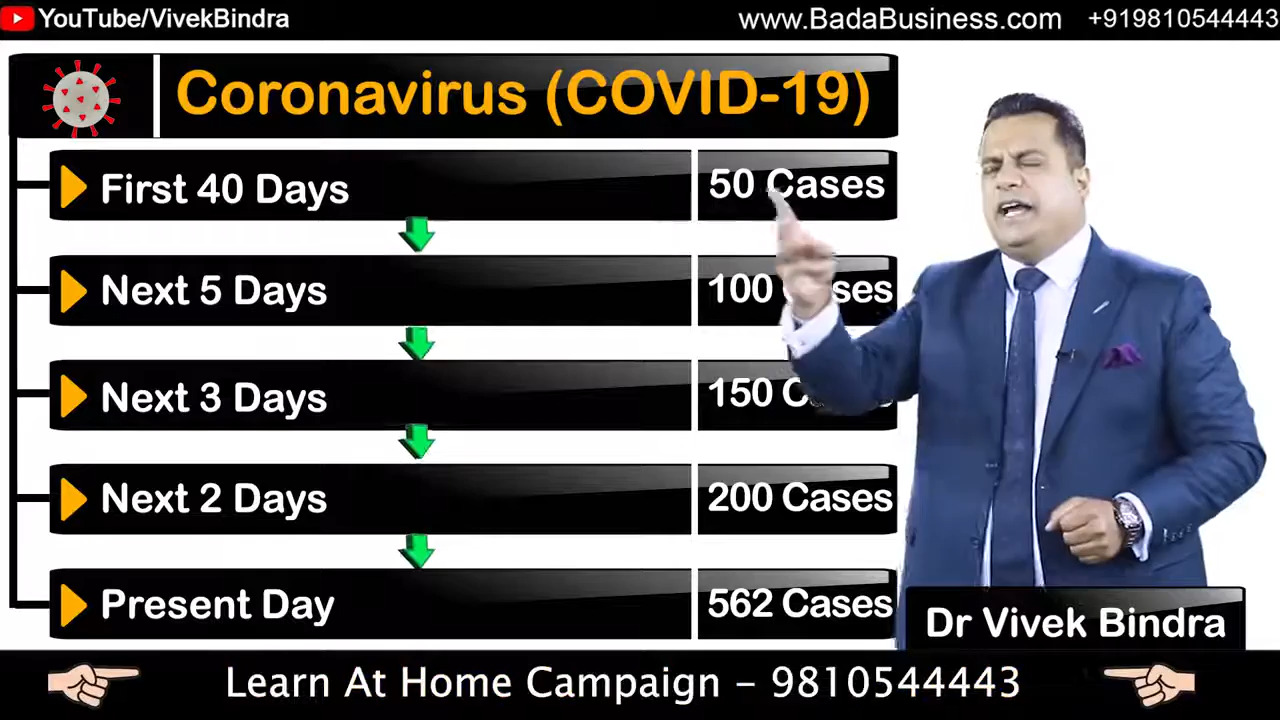 YouTube/VivekBindra
www.BadaBusiness.com +919810544443
Coronavirus (COVID-19)
First 40 Days 50 Cases
Next 5 Days 100 Cases
Next 3 Days 150 Cases
Next 2 Days 200 Cases
Present Day 562 Cases
Dr Vivek Bindra
Learn At Home Campaign - 9810544443